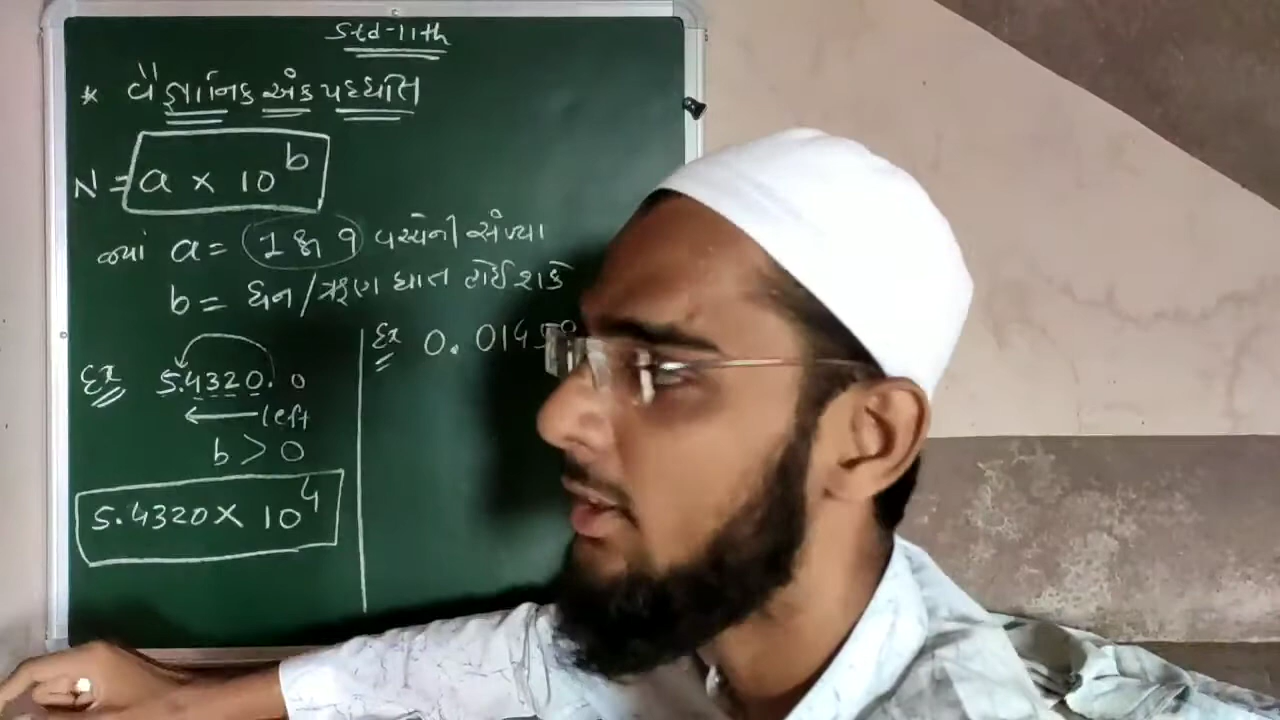 Std-11th
* વૈજ્ઞાનિક અંક પદ્ધતિ
N = a × 10^b
જ્યાં a = 1 થી 9 વચ્ચેની સંખ્યા
b = ધન/ઋણ ઘાત હોઈ શકે
Ex 5.4320. 0
left
b > 0
5.4320 × 10^4
Ex 0. 0145